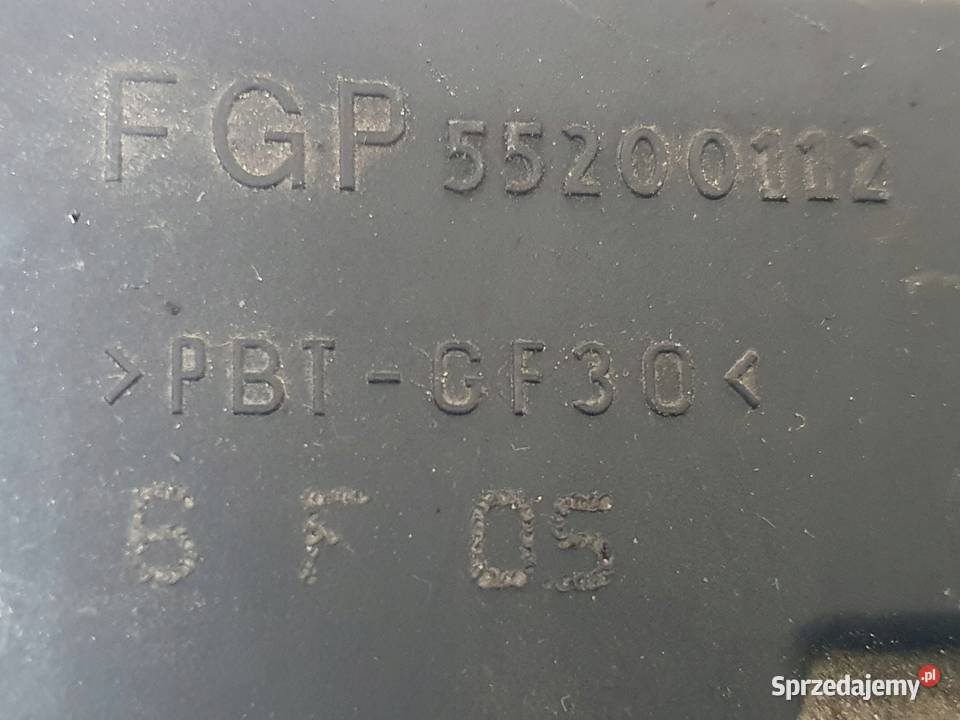 FGP 55200112
>PBT-GF30<
6 F 05
Sprzedajemy.pl